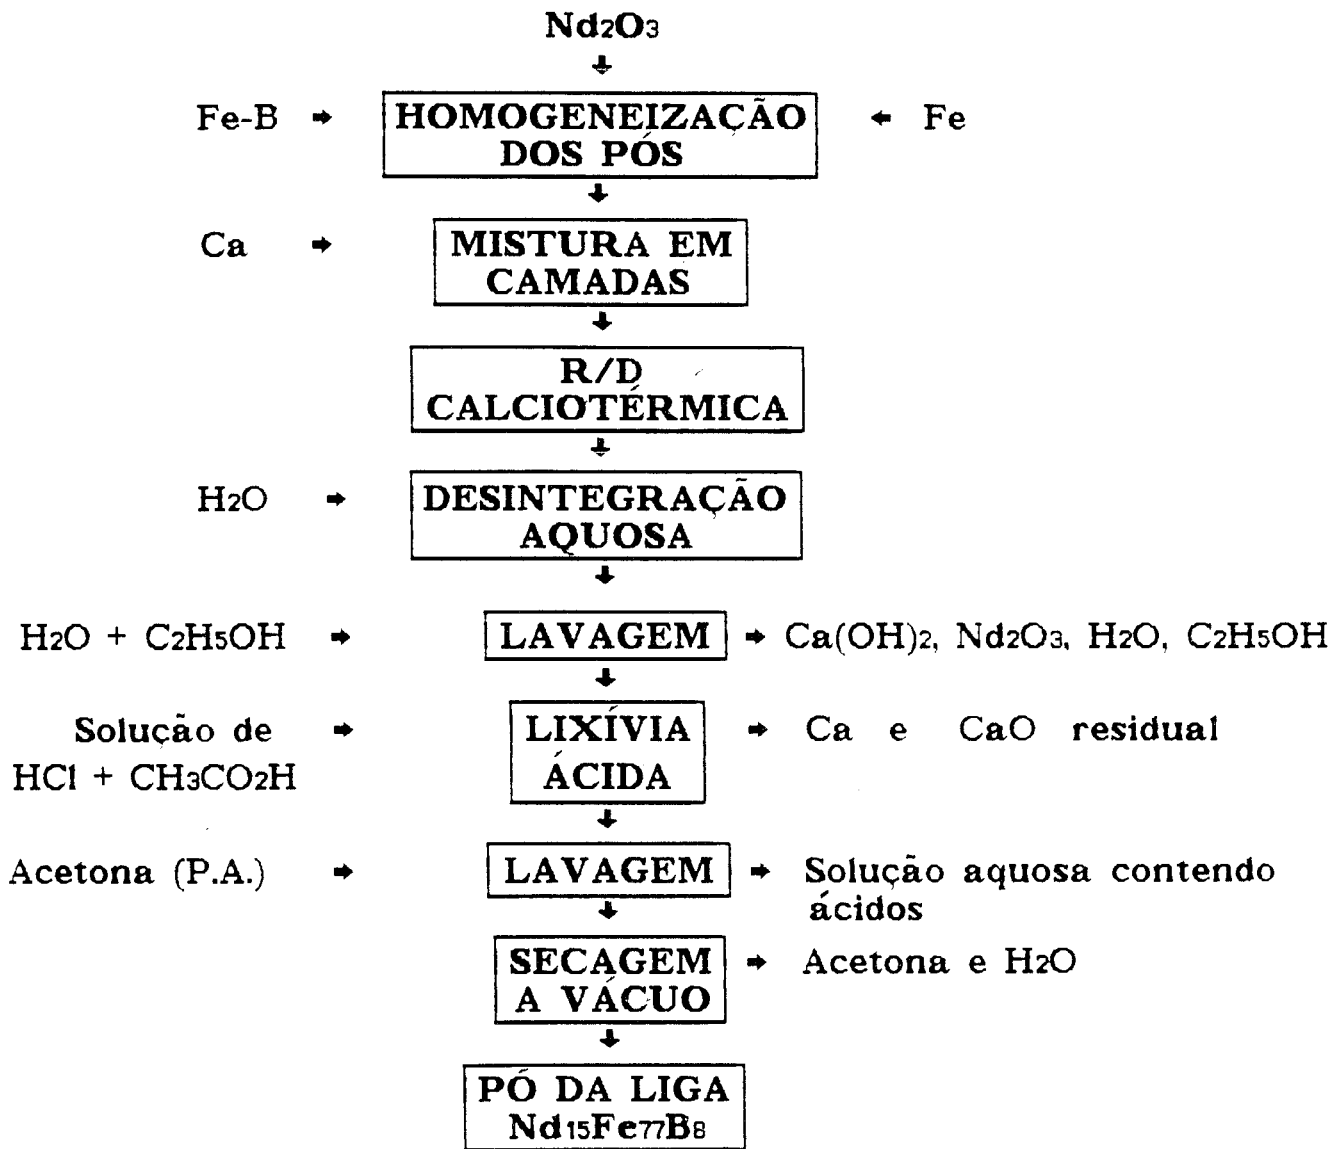 Nd2O3
Fe-B
HOMOGENEIZAÇÃO
DOS PÓS
Fe
Ca
MISTURA EM
CAMADAS
R/D
CALCIOTÉRMICA
H2O
DESINTEGRAÇÃO
AQUOSA
H2O + C2H5OH
LAVAGEM
Ca(OH)2, Nd2O3, H2O, C2H5OH
Solução de
HCl + CH3CO2H
LIXÍVIA
ÁCIDA
Ca e CaO residual
Acetona (P.A.)
LAVAGEM
Solução aquosa contendo
ácidos
SECAGEM
A VÁCUO
Acetona e H2O
PÓ DA LIGA
Nd15Fe77B8